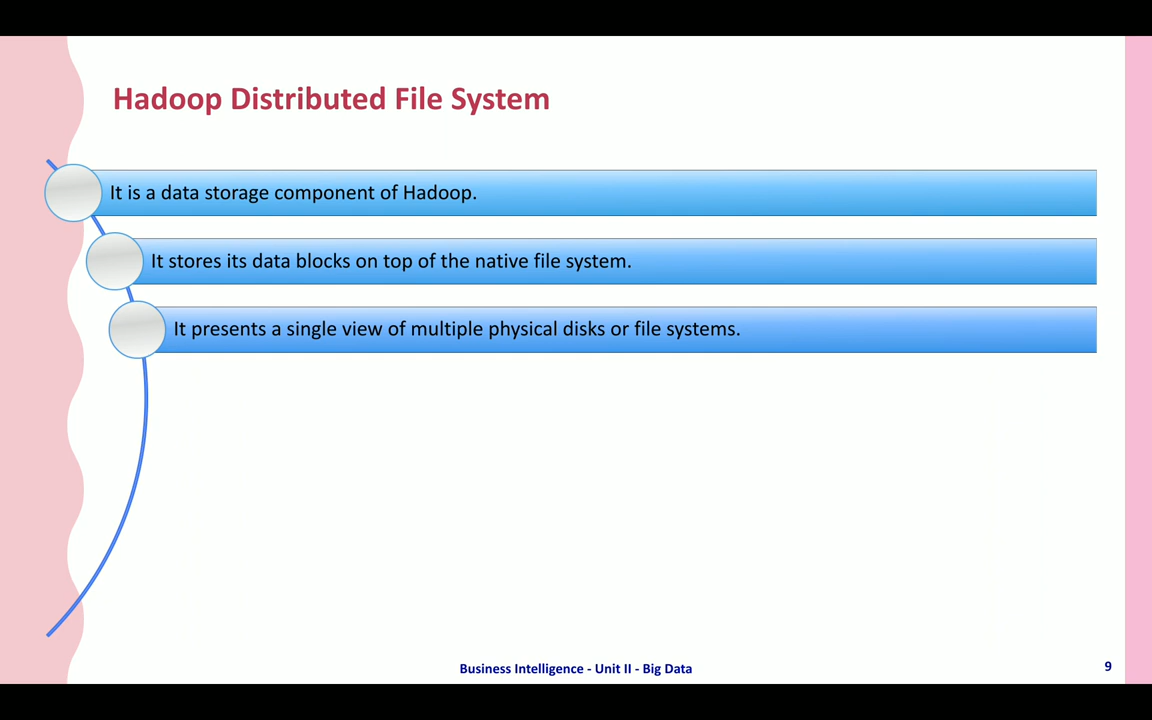 Hadoop Distributed File System
It is a data storage component of Hadoop.
It stores its data blocks on top of the native file system.
It presents a single view of multiple physical disks or file systems.
Business Intelligence - Unit II - Big Data
9